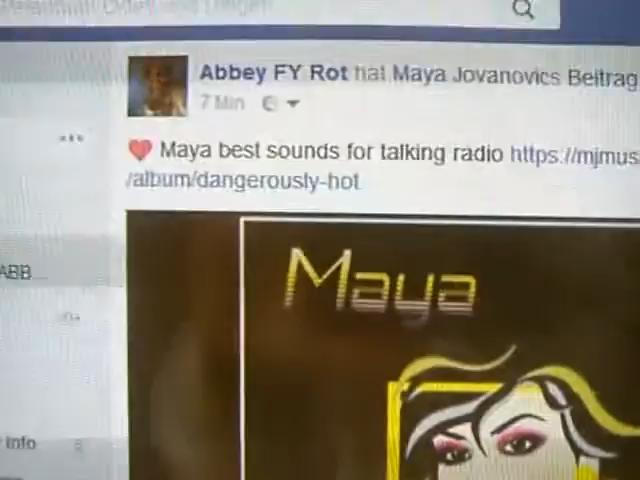 Abbey FY Rot hat Maya Jovanovics Beitrag
7 Min
Maya best sounds for talking radio https://mjmus
/album/dangerously-hot
Maya
ABB...
Info